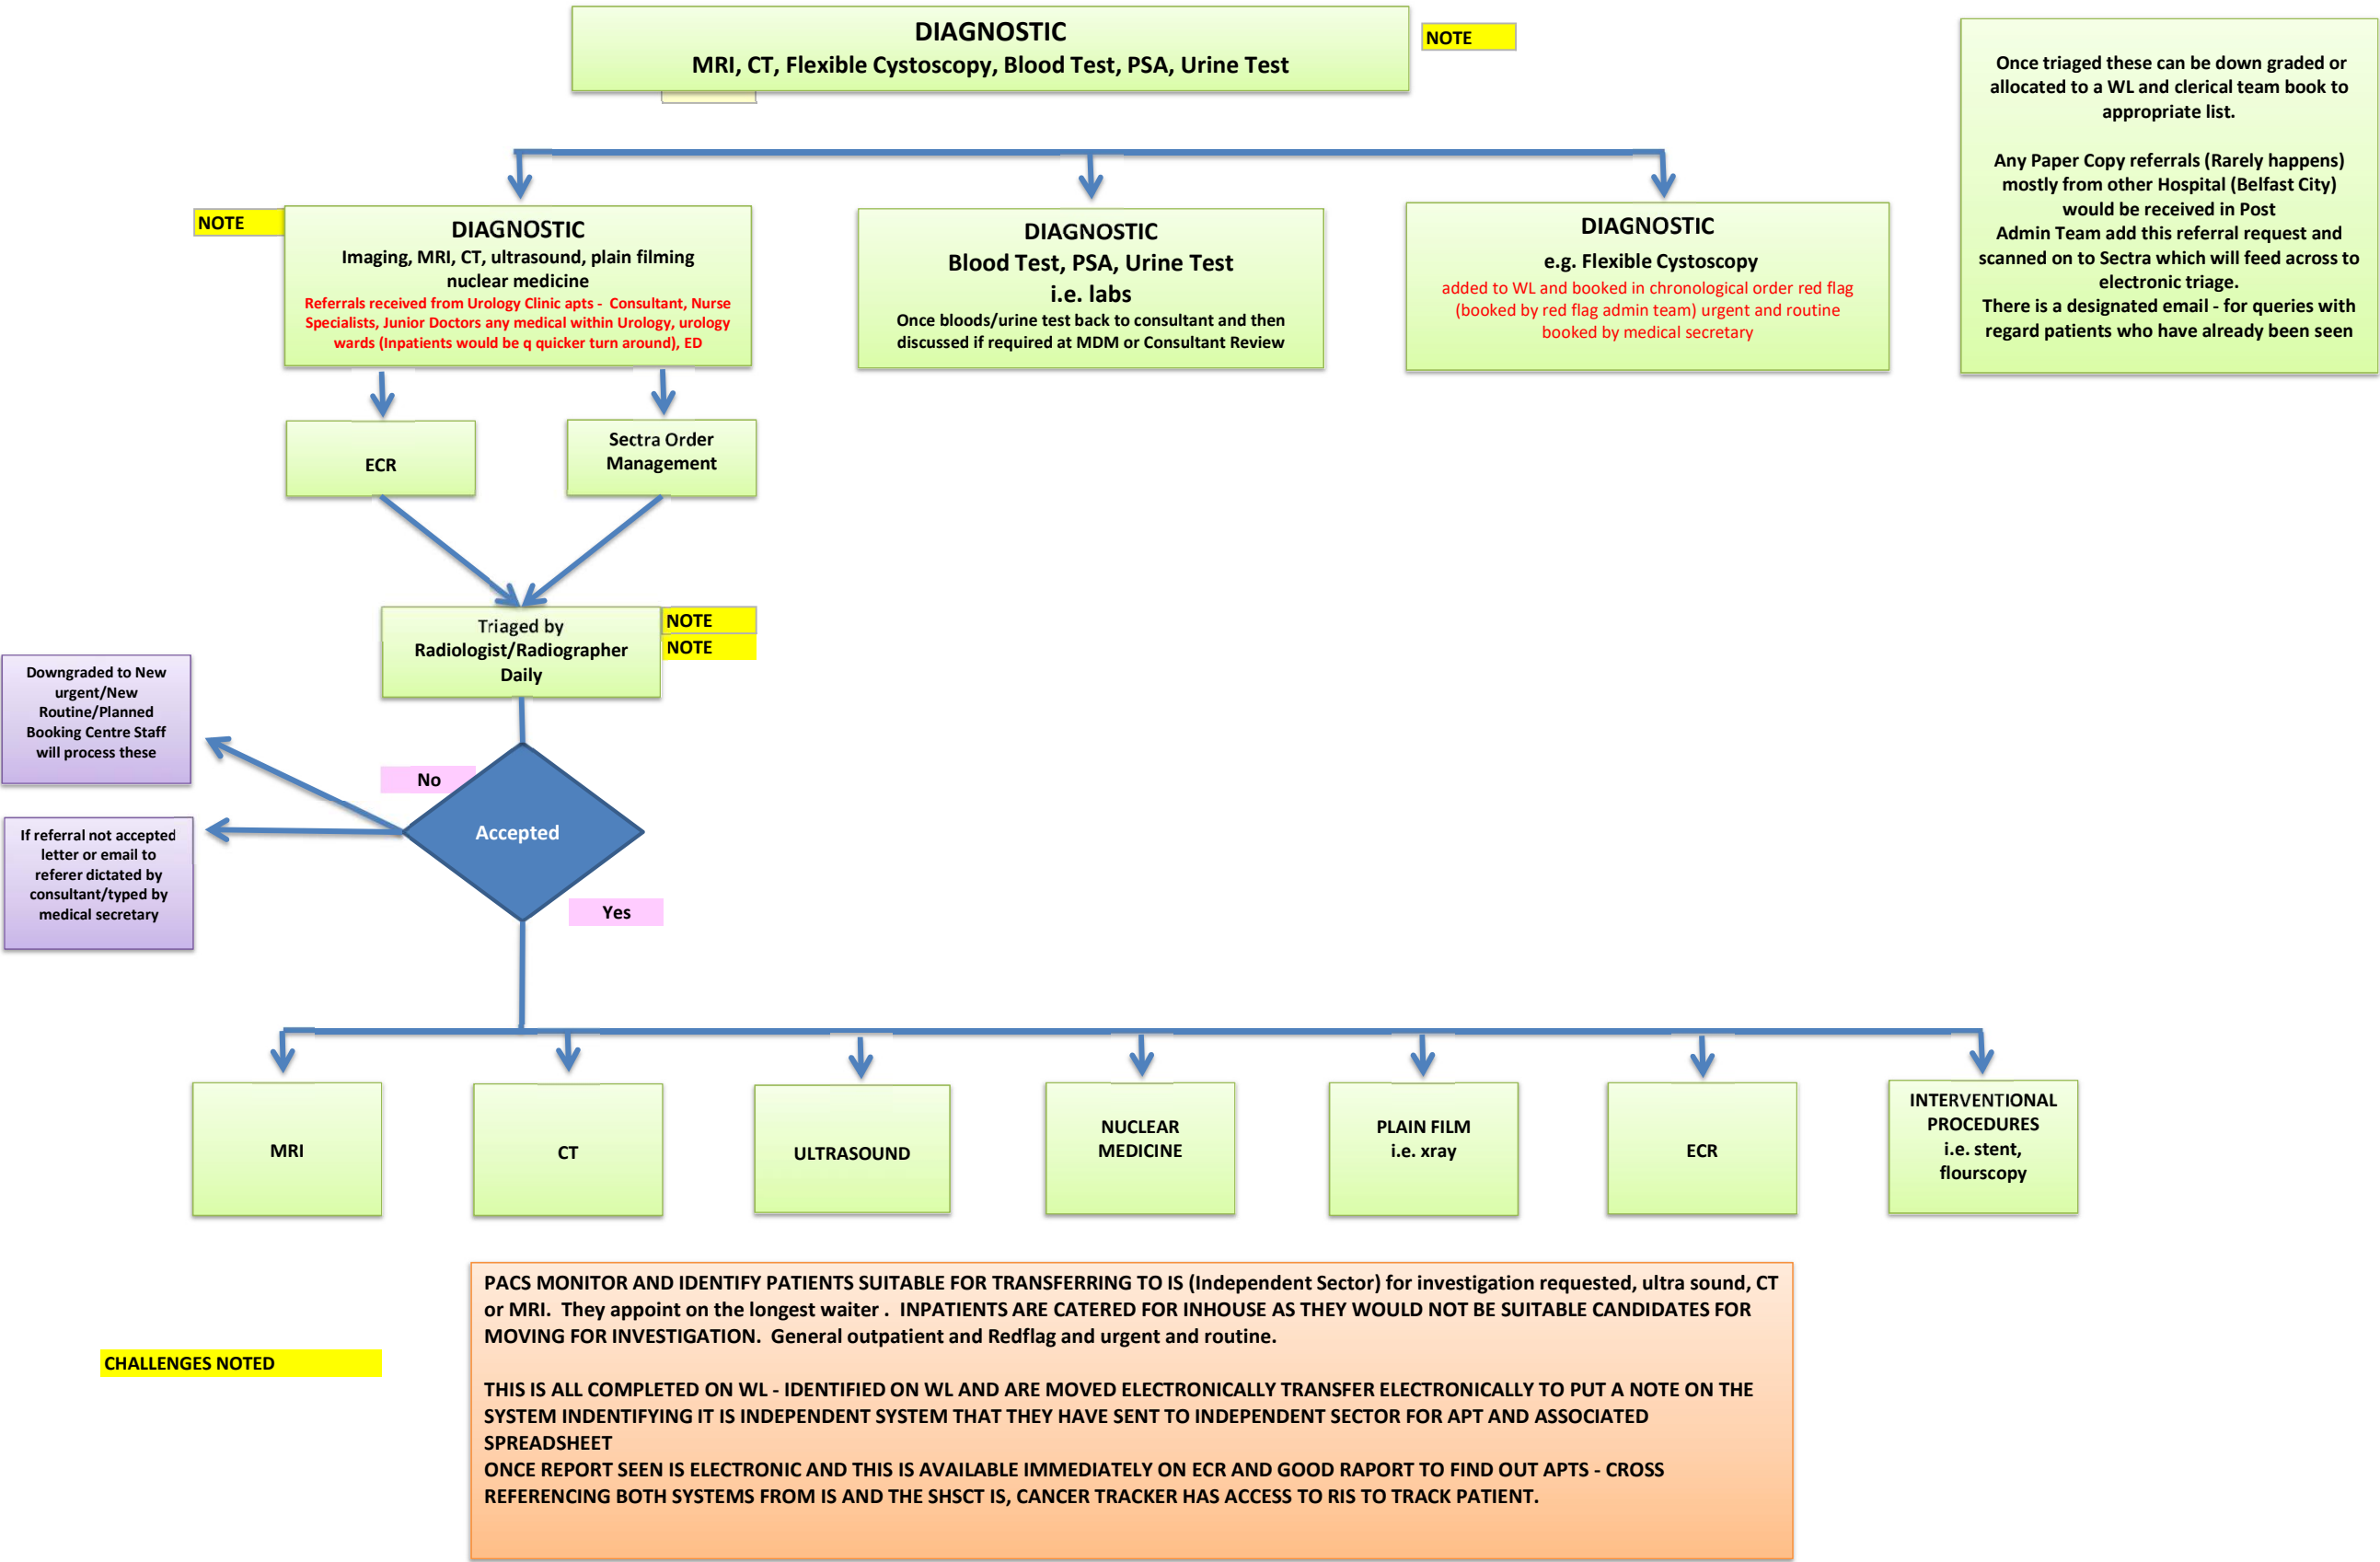 DIAGNOSTIC
MRI, CT, Flexible Cystoscopy, Blood Test, PSA, Urine Test
NOTE
Once triaged these can be down graded or
allocated to a WL and clerical team book to
appropriate list.
Any Paper Copy referrals (Rarely happens)
mostly from other Hospital (Belfast City)
would be received in Post
Admin Team add this referral request and
scanned on to Sectra which will feed across to
electronic triage.
There is a designated email - for queries with
regard patients who have already been seen
NOTE
DIAGNOSTIC
Imaging, MRI, CT, ultrasound, plain filming
nuclear medicine
Referrals received from Urology Clinic apts - Consultant, Nurse
Specialists, Junior Doctors any medical within Urology, urology
wards (Inpatients would be q quicker turn around), ED
DIAGNOSTIC
Blood Test, PSA, Urine Test
i.e. labs
Once bloods/urine test back to consultant and then
discussed if required at MDM or Consultant Review
DIAGNOSTIC
e.g. Flexible Cystoscopy
added to WL and booked in chronological order red flag
(booked by red flag admin team) urgent and routine
booked by medical secretary
ECR
Sectra Order
Management
Triaged by
Radiologist/Radiographer
Daily
NOTE
NOTE
Downgraded to New
urgent/New
Routine/Planned
Booking Centre Staff
will process these
No
Accepted
If referral not accepted
letter or email to
referer dictated by
consultant/typed by
medical secretary
Yes
MRI
CT
ULTRASOUND
NUCLEAR
MEDICINE
PLAIN FILM
i.e. xray
ECR
INTERVENTIONAL
PROCEDURES
i.e. stent,
flourscopy
CHALLENGES NOTED
PACS MONITOR AND IDENTIFY PATIENTS SUITABLE FOR TRANSFERRING TO IS (Independent Sector) for investigation requested, ultra sound, CT
or MRI. They appoint on the longest waiter . INPATIENTS ARE CATERED FOR INHOUSE AS THEY WOULD NOT BE SUITABLE CANDIDATES FOR
MOVING FOR INVESTIGATION. General outpatient and Redflag and urgent and routine.
THIS IS ALL COMPLETED ON WL - IDENTIFIED ON WL AND ARE MOVED ELECTRONICALLY TRANSFER ELECTRONICALLY TO PUT A NOTE ON THE
SYSTEM INDENTIFYING IT IS INDEPENDENT SYSTEM THAT THEY HAVE SENT TO INDEPENDENT SECTOR FOR APT AND ASSOCIATED
SPREADSHEET
ONCE REPORT SEEN IS ELECTRONIC AND THIS IS AVAILABLE IMMEDIATELY ON ECR AND GOOD RAPORT TO FIND OUT APTS - CROSS
REFERENCING BOTH SYSTEMS FROM IS AND THE SHSCT IS, CANCER TRACKER HAS ACCESS TO RIS TO TRACK PATIENT.